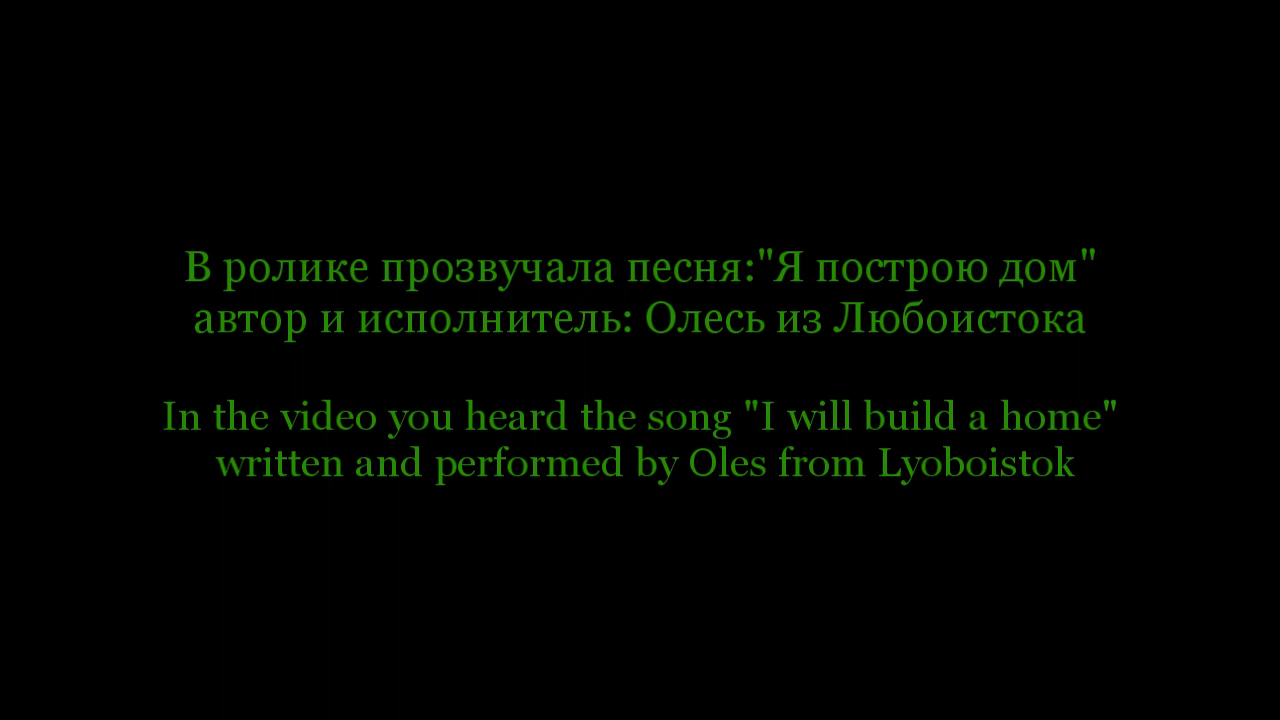 В ролике прозвучала песня:"Я построю дом"
автор и исполнитель: Олесь из Любоистока
In the video you heard the song "I will build a home"
written and performed by Oles from Lyoboistok